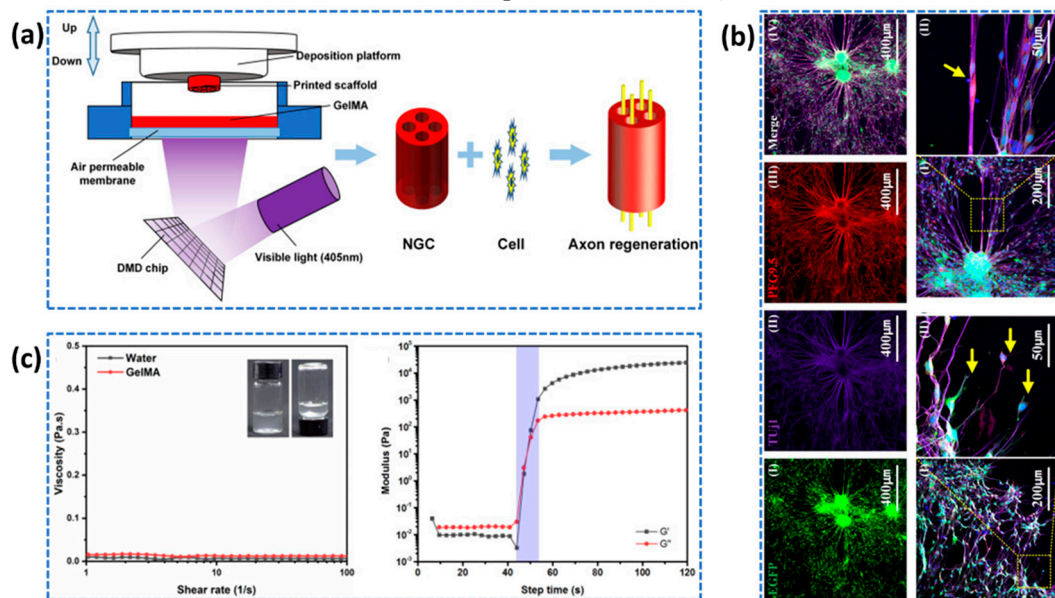 (a)
Up
Down
Deposition platform
Printed scaffold
GelMA
Air permeable
membrane
DMD chip
Visible light (405nm)
NGC
Cell
Axon regeneration
(b)
(IV)
Merge
400μm
(II)
50μm
(III)
PEG9.5
400μm
(I)
200μm
(II)
TUj1
400μm
(II)
50μm
(I)
EGFP
400μm
(I)
200μm
(c)
0.5
0.4
0.3
0.2
0.1
0.0
Viscosity (Pa.s)
Water
GelMA
1
10
100
Shear rate (1/s)
10^5
10^4
10^3
10^2
10^1
10^0
10^-1
10^-2
10^-3
Modulus (Pa)
G'
G"
0
20
40
60
80
100
120
Step time (s)